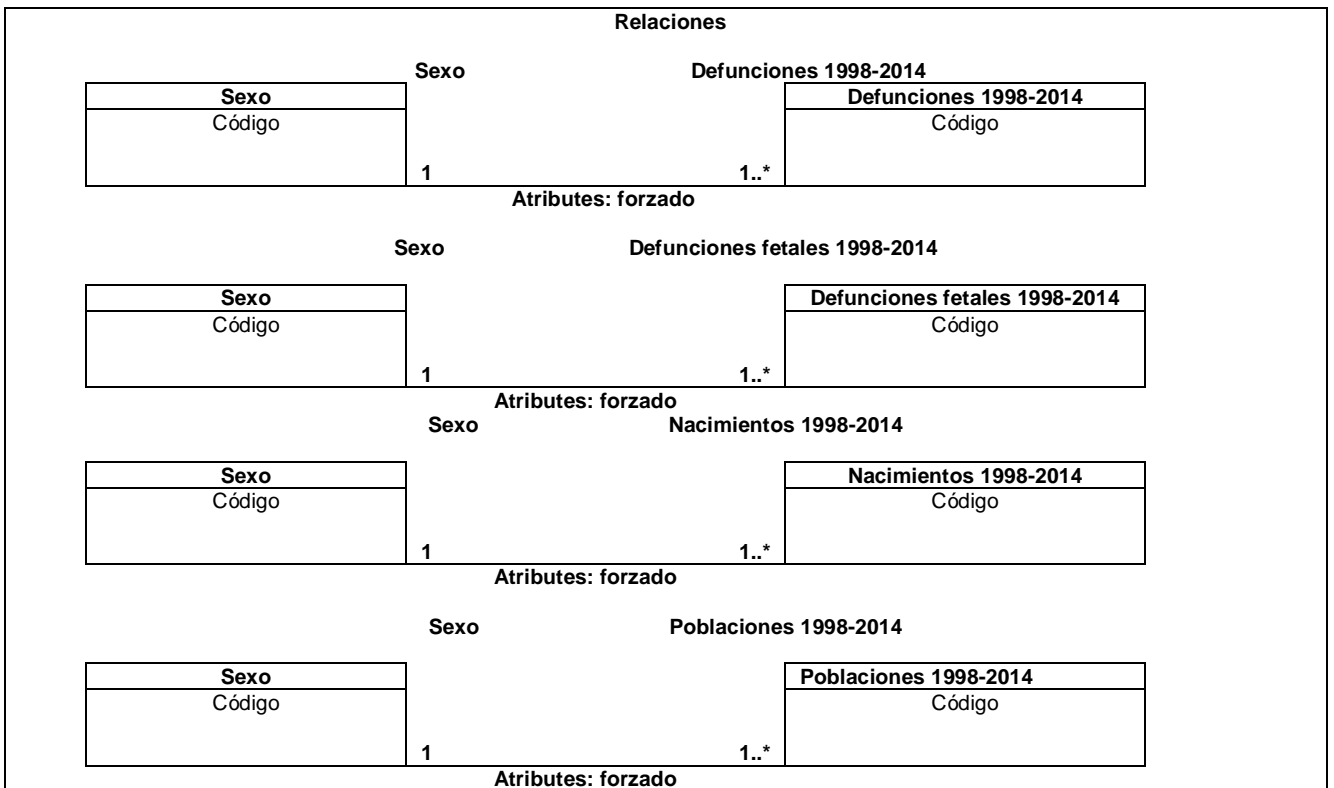 Relaciones
Sexo Defunciones 1998-2014
Sexo Defunciones 1998-2014
Código Código
1 1..*
Atributes: forzado
Sexo Defunciones fetales 1998-2014
Sexo Defunciones fetales 1998-2014
Código Código
1 1..*
Atributes: forzado
Sexo Nacimientos 1998-2014
Sexo Nacimientos 1998-2014
Código Código
1 1..*
Atributes: forzado
Sexo Poblaciones 1998-2014
Sexo Poblaciones 1998-2014
Código Código
1 1..*
Atributes: forzado